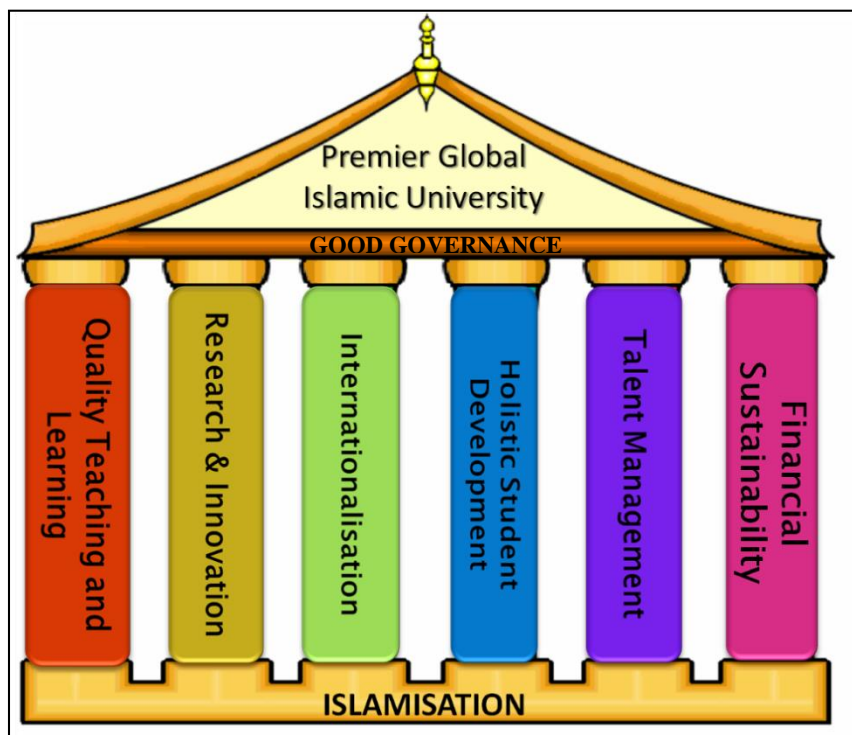 Premier Global
Islamic University
GOOD GOVERNANCE
Quality Teaching and
Learning
Research & Innovation
Internationalisation
Holistic Student
Development
Talent Management
Financial
Sustainability
ISLAMISATION